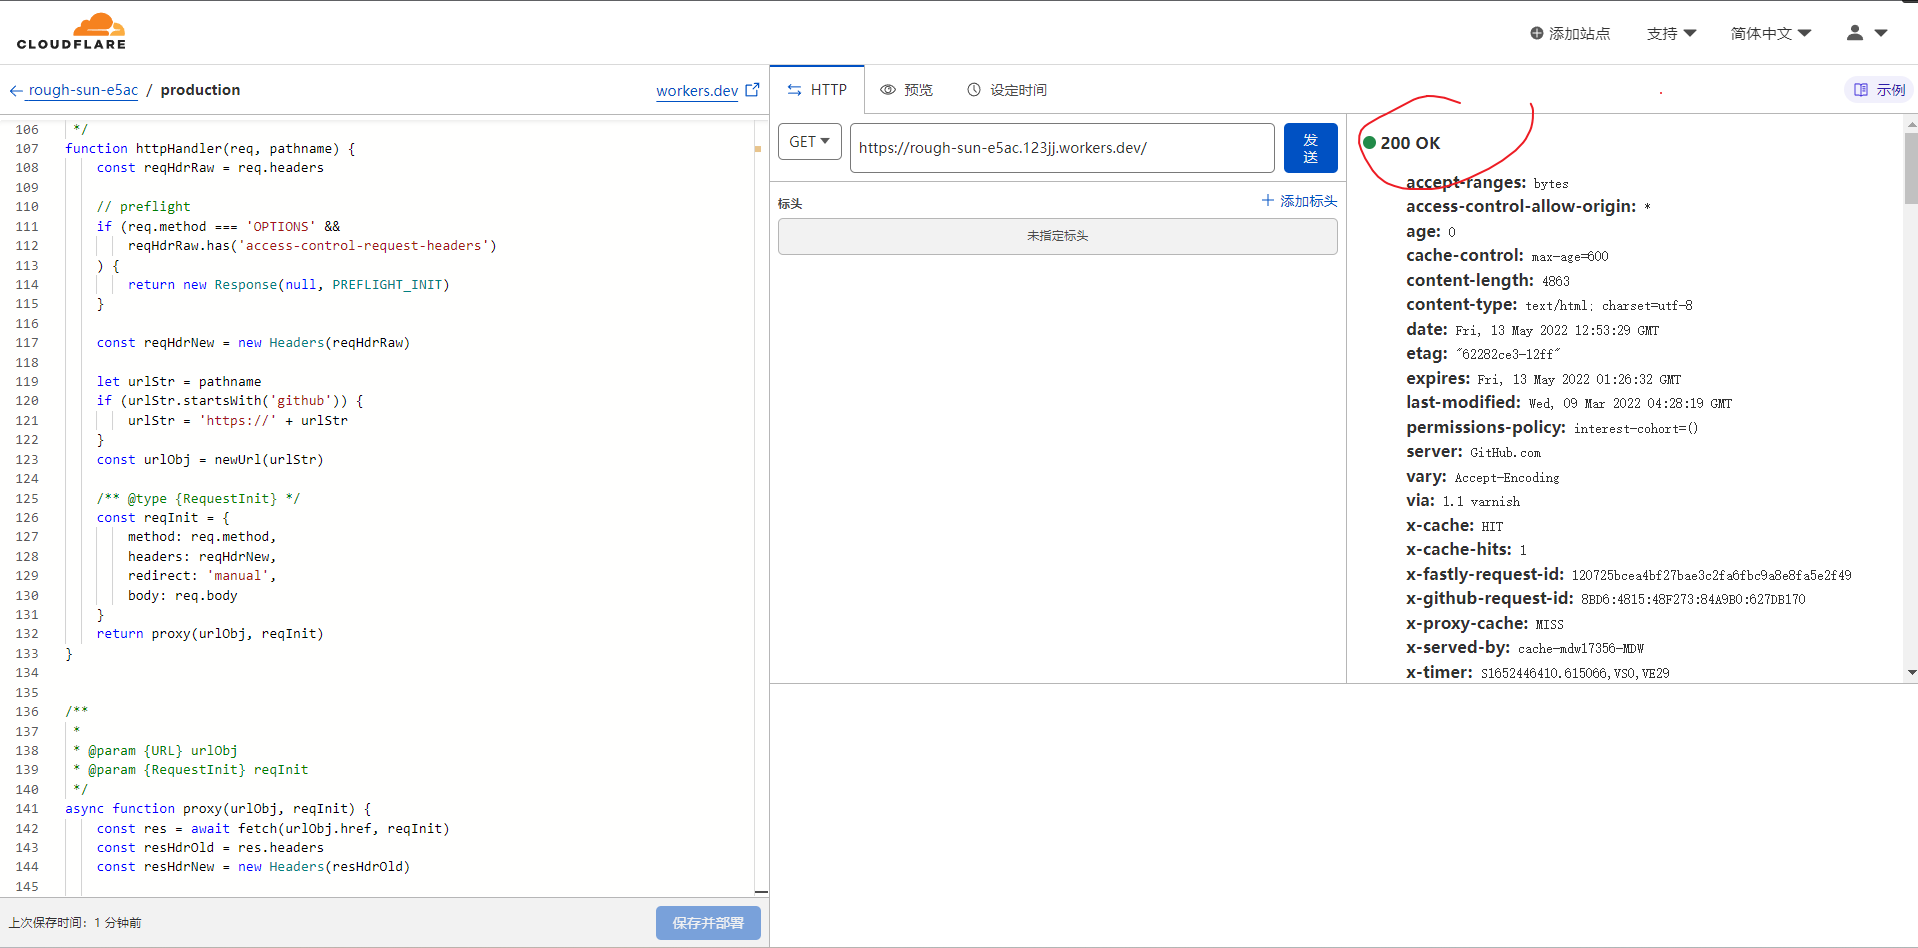 CLOUDFLARE
添加站点
支持
简体中文
rough-sun-e5ac / production
workers.dev
HTTP
预览
设定时间
示例
106 */
107 function httpHandler(req, pathname) {
108 const reqHdrRaw = req.headers
109
110 // preflight
111 if (req.method === 'OPTIONS' &&
112 reqHdrRaw.has('access-control-request-headers')
113 ) {
114 return new Response(null, PREFLIGHT_INIT)
115 }
116
117 const reqHdrNew = new Headers(reqHdrRaw)
118
119 let urlStr = pathname
120 if (urlStr.startsWith('github')) {
121 urlStr = 'https://' + urlStr
122 }
123 const urlObj = newUrl(urlStr)
124
125 /** @type {RequestInit} */
126 const reqInit = {
127 method: req.method,
128 headers: reqHdrNew,
129 redirect: 'manual',
130 body: req.body
131 }
132 return proxy(urlObj, reqInit)
133 }
134
135
136 /**
137 *
138 * @param {URL} urlObj
139 * @param {RequestInit} reqInit
140 */
141 async function proxy(urlObj, reqInit) {
142 const res = await fetch(urlObj.href, reqInit)
143 const resHdrOld = res.headers
144 const resHdrNew = new Headers(resHdrOld)
145
上次保存时间: 1 分钟前
保存并部署
GET
https://rough-sun-e5ac.123jj.workers.dev/
发
送
标头
添加标头
未指定标头
200 OK
accept-ranges: bytes
access-control-allow-origin: *
age: 0
cache-control: max-age=600
content-length: 4863
content-type: text/html; charset=utf-8
date: Fri, 13 May 2022 12:53:29 GMT
etag: "62282ce3-12ff"
expires: Fri, 13 May 2022 01:26:32 GMT
last-modified: Wed, 09 Mar 2022 04:28:19 GMT
permissions-policy: interest-cohort=()
server: GitHub.com
vary: Accept-Encoding
via: 1.1 varnish
x-cache: HIT
x-cache-hits: 1
x-fastly-request-id: 120725bcea4bf27bae3c2fa6fbc9a8e8fa5e2f49
x-github-request-id: 8BD6:4815:48F273:84A9B0:627DB170
x-proxy-cache: MISS
x-served-by: cache-mdw17356-MDW
x-timer: S1652446410.615066,VS0,VE29